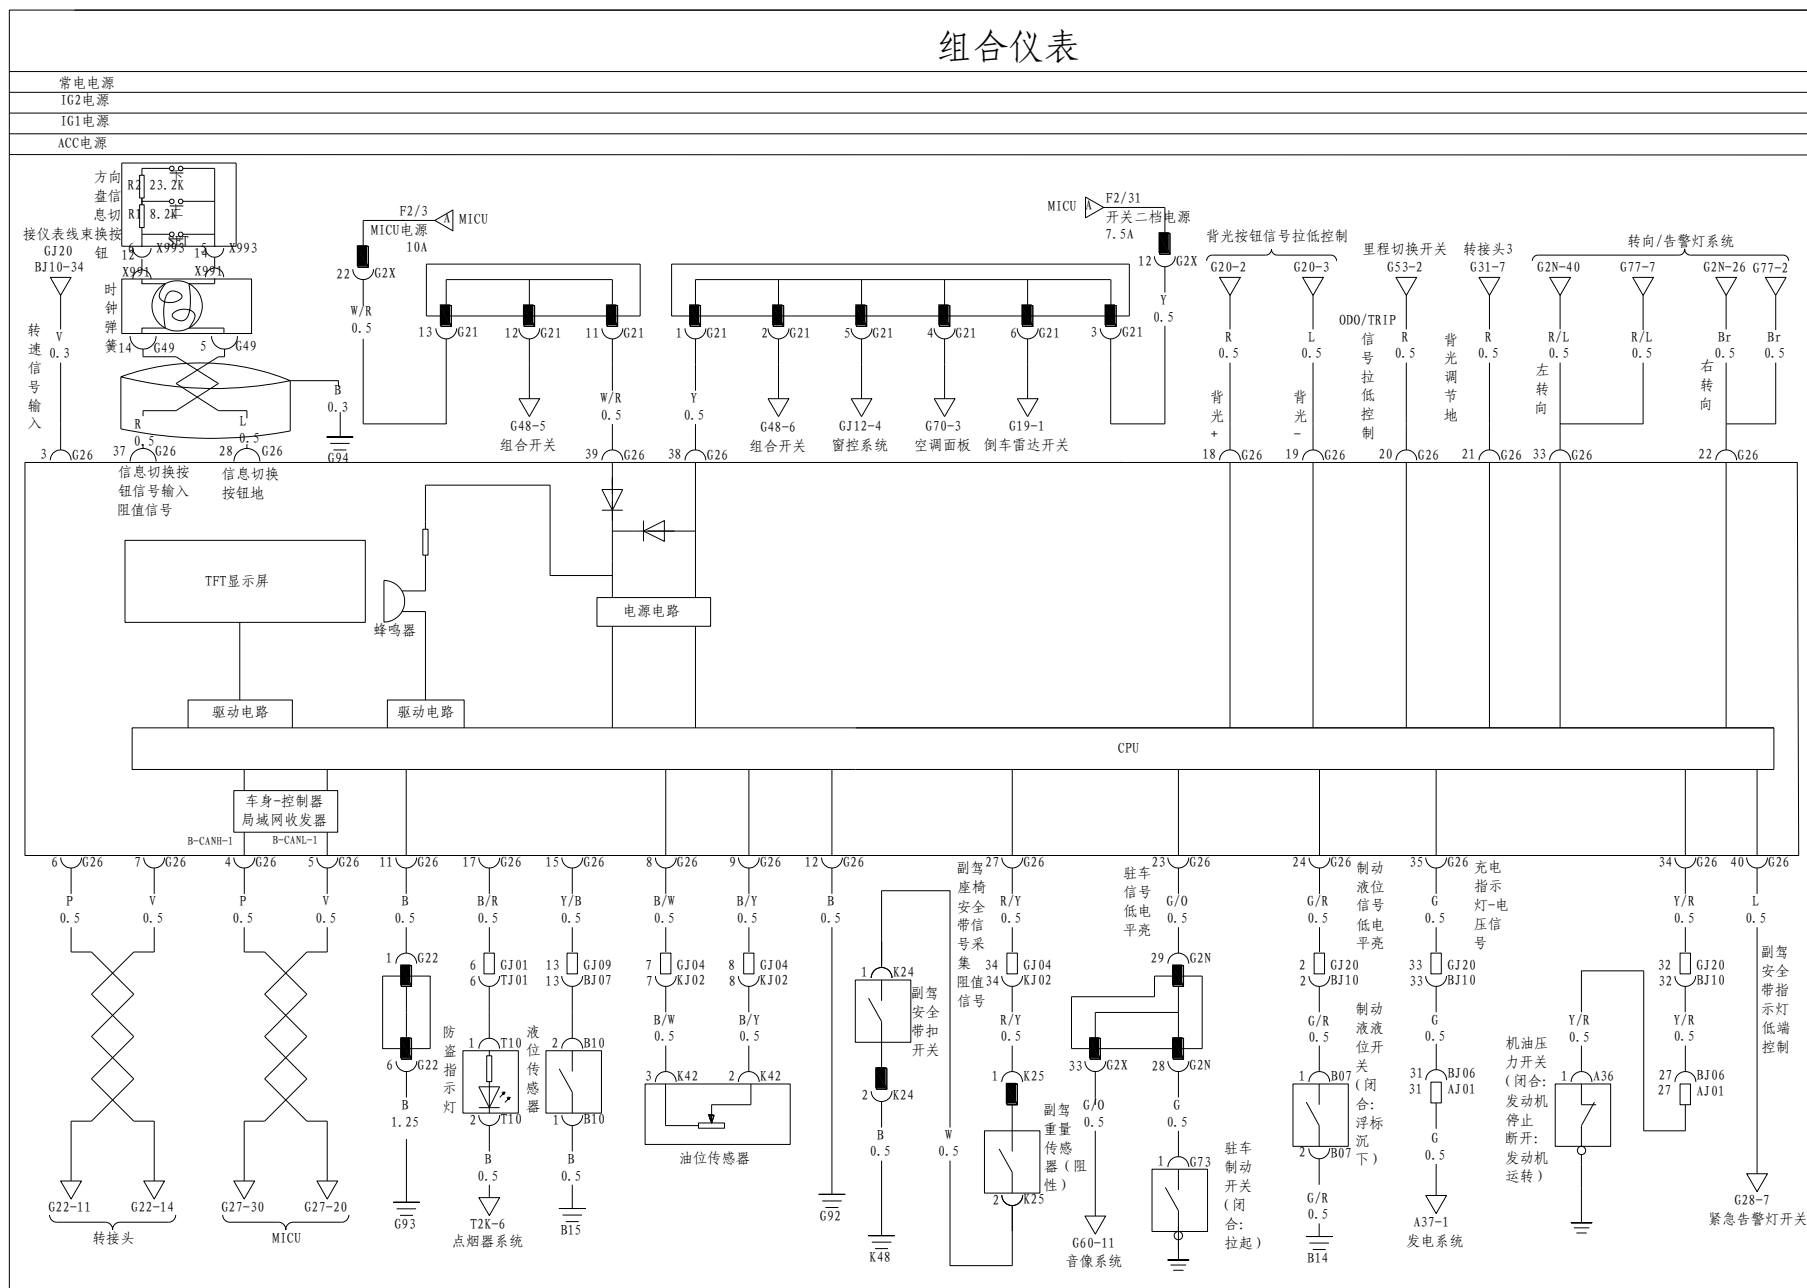 组合仪表
常电电源
IG2电源
IG1电源
ACC电源
方向
盘信
息切
换按
钮
R2 23.2K
R1 8.2K
SET
下
上
6 X993 5 X993
12 14
X991 X991
接仪表线束
GJ20
BJ10-34
时钟弹簧
14 G49 5 G49
转速信号输入
V
0.3
R
0.5
L
0.5
B
0.3
G94
F2/3
MICU电源
10A
A MICU
22 G2X
W/R
0.5
13 G21 12 G21 11 G21 1 G21 2 G21 5 G21 4 G21 6 G21 3 G21
MICU A
F2/31
开关二档电源
7.5A
12 G2X
Y
0.5
W/R
0.5
Y
0.5
G48-5
组合开关
G48-6
组合开关
GJ12-4
窗控系统
G70-3
空调面板
G19-1
倒车雷达开关
背光按钮信号拉低控制
G20-2 G20-3
里程切换开关
G53-2
转接头3
G31-7
转向/告警灯系统
G2N-40 G77-7 G2N-26 G77-2
R
0.5
L
0.5
R
0.5
R
0.5
R/L
0.5
R/L
0.5
Br
0.5
Br
0.5
背光+
背光-
ODO/TRIP
信号拉低控制
背光调节地
左转向
右转向
3 G26 37 G26 28 G26 39 G26 38 G26 18 G26 19 G26 20 G26 21 G26 33 G26 22 G26
信息切换按
钮信号输入
阻值信号
信息切换
按钮地
TFT显示屏
蜂鸣器
电源电路
驱动电路
驱动电路
CPU
车身-控制器
局域网收发器
B-CANH-1
B-CANL-1
6 G26 7 G26 4 G26 5 G26 11 G26 17 G26 15 G26 8 G26 9 G26 12 G26 27 G26 23 G26 24 G26 35 G26 34 G26 40 G26
P
0.5
V
0.5
P
0.5
V
0.5
G22-11 G22-14
转接头
G27-30 G27-20
MICU
B
0.5
1 G22
6 G22
B
1.25
G93
B/R
0.5
6 GJ01
6 TJ01
防盗指示灯
1 T10
2 T10
B
0.5
T2K-6
点烟器系统
Y/B
0.5
13 GJ09
13 BJ07
液位传感器
2 B10
1 B10
B
0.5
B15
B/W
0.5
7 GJ04
7 KJ02
B/W
0.5
3 K42
B/Y
0.5
8 GJ04
8 KJ02
B/Y
0.5
2 K42
油位传感器
B
0.5
G92
1 K24
副驾
安全
带扣
开关
2 K24
B
0.5
K48
W
0.5
副驾
座椅
安全
带信
号采
集
阻值
信号
R/Y
0.5
34 GJ04
34 KJ02
R/Y
0.5
1 K25
副驾
重量
传感
器(阻
性)
2 K25
驻车
信号
低电
平亮
G/O
0.5
29 G2N
33 G2X
28 G2N
G/O
0.5
G60-11
音像系统
G
0.5
1 G73
驻车
制动
开关
(闭
合:
拉起)
制动
液位
信号
低电
平亮
G/R
0.5
2 GJ20
2 BJ10
G/R
0.5
制动
液液
位开
关
(闭
合:
浮标
沉
下)
1 B07
2 B07
G/R
0.5
B14
充电
指示
灯-电
压信
号
G
0.5
33 GJ20
33 BJ10
G
0.5
31 BJ06
31 AJ01
G
0.5
A37-1
发电系统
机油压
力开关
(闭合:
发动机
停止
断开:
发动机
运转)
Y/R
0.5
1 A36
Y/R
0.5
32 GJ20
32 BJ10
Y/R
0.5
27 BJ06
27 AJ01
L
0.5
副驾
安全
带指
示灯
低端
控制
G28-7
紧急告警灯开关